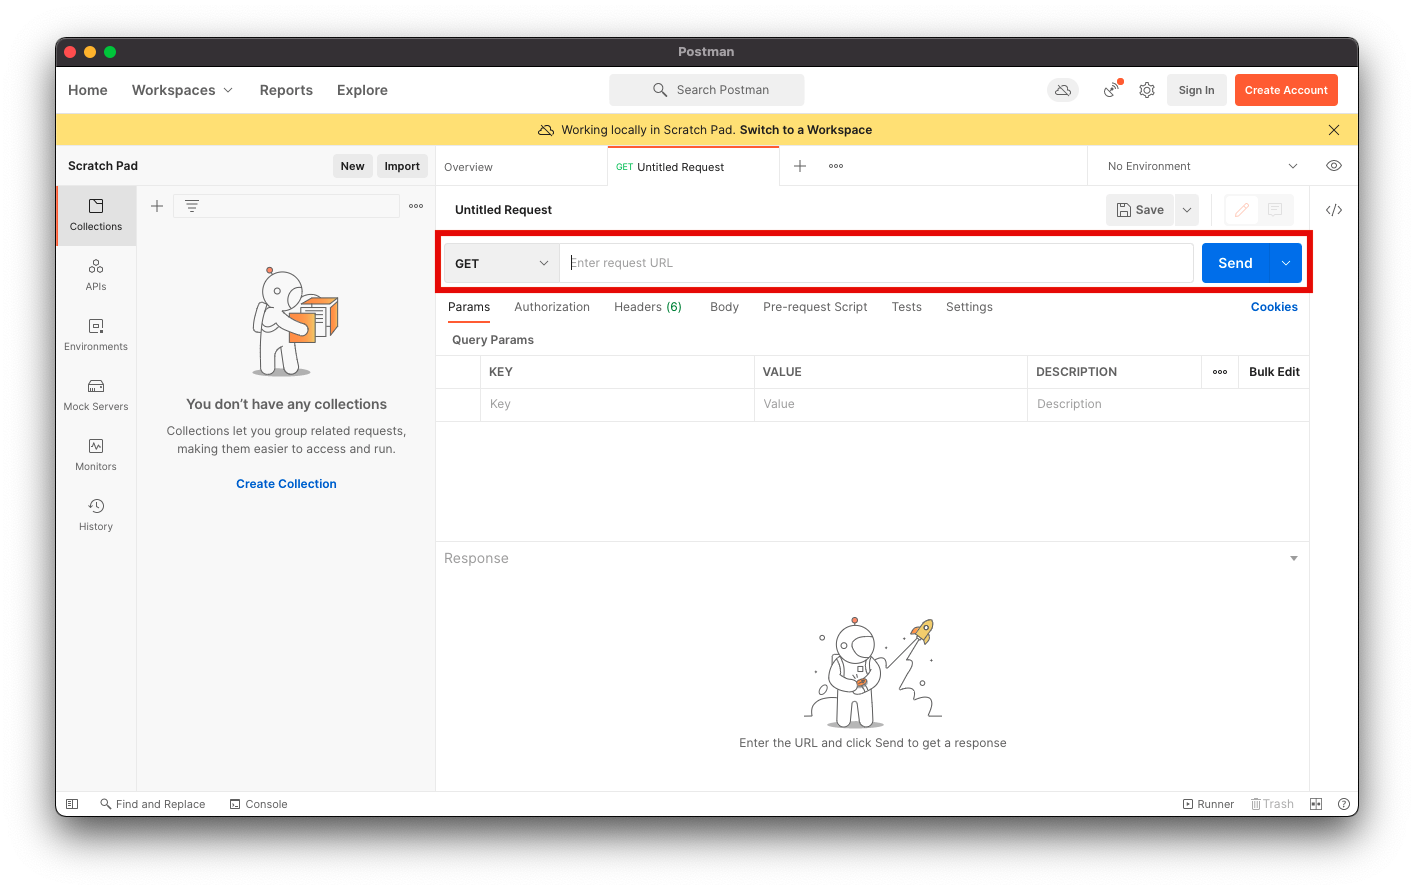 Postman
Home Workspaces Reports Explore Search Postman Sign In Create Account
Working locally in Scratch Pad. Switch to a Workspace
Scratch Pad New Import Overview GET Untitled Request No Environment
Collections
APIs
Environments
Mock Servers
Monitors
History
You don’t have any collections
Collections let you group related requests,
making them easier to access and run.
Create Collection
Untitled Request Save
GET Enter request URL Send
Params Authorization Headers (6) Body Pre-request Script Tests Settings Cookies
Query Params
KEY VALUE DESCRIPTION Bulk Edit
Key Value Description
Response
Enter the URL and click Send to get a response
Find and Replace Console Runner Trash